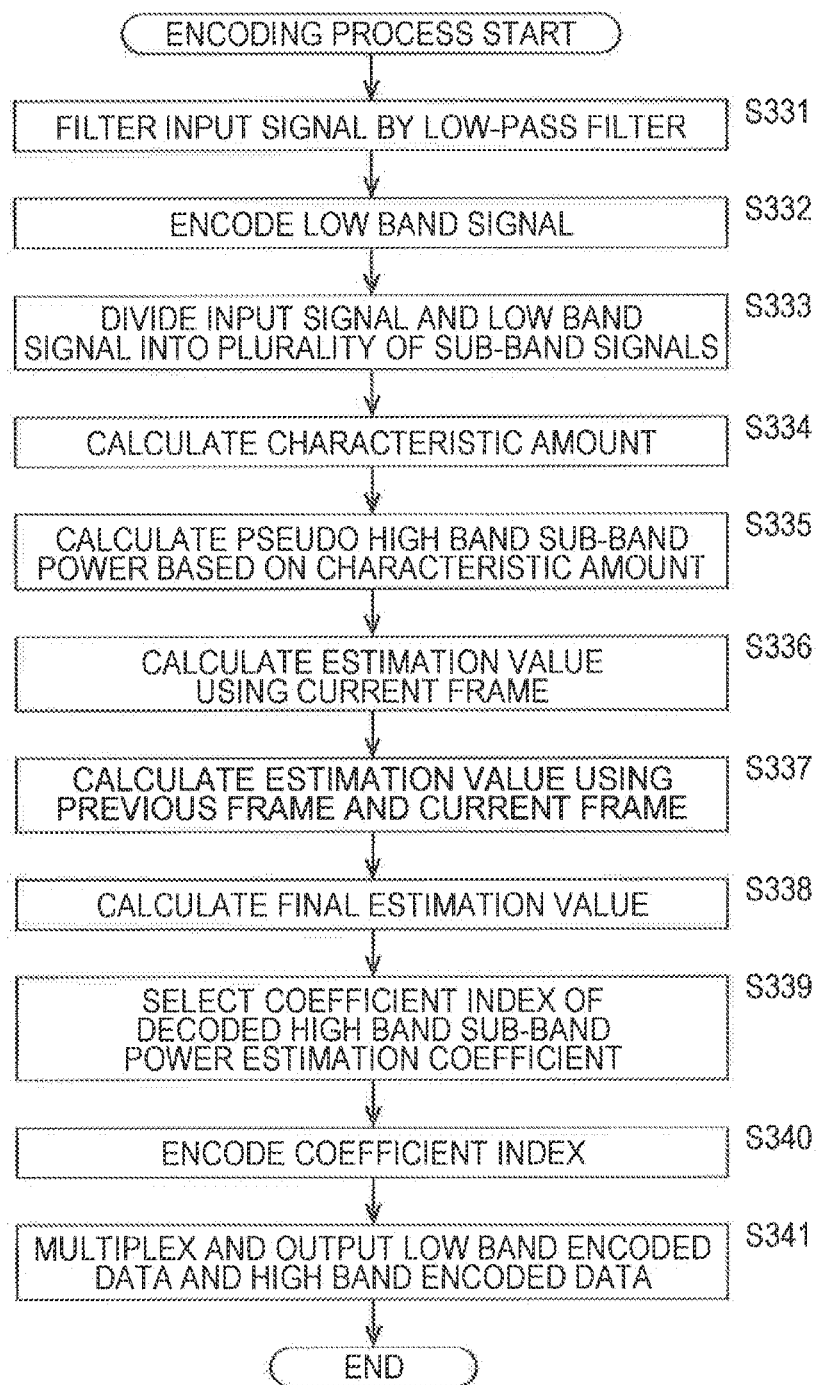 ENCODING PROCESS START
FILTER INPUT SIGNAL BY LOW-PASS FILTER
S331
ENCODE LOW BAND SIGNAL
S332
DIVIDE INPUT SIGNAL AND LOW BAND
SIGNAL INTO PLURALITY OF SUB-BAND SIGNALS
S333
CALCULATE CHARACTERISTIC AMOUNT
S334
CALCULATE PSEUDO HIGH BAND SUB-BAND
POWER BASED ON CHARACTERISTIC AMOUNT
S335
CALCULATE ESTIMATION VALUE
USING CURRENT FRAME
S336
CALCULATE ESTIMATION VALUE USING
PREVIOUS FRAME AND CURRENT FRAME
S337
CALCULATE FINAL ESTIMATION VALUE
S338
SELECT COEFFICIENT INDEX OF
DECODED HIGH BAND SUB-BAND
POWER ESTIMATION COEFFICIENT
S339
ENCODE COEFFICIENT INDEX
S340
MULTIPLEX AND OUTPUT LOW BAND ENCODED
DATA AND HIGH BAND ENCODED DATA
S341
END